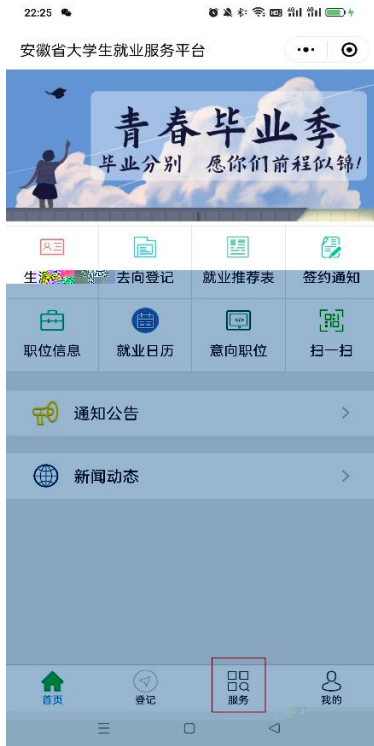 22:25
安徽省大学生就业服务平台
青春毕业季
毕业分别 愿你们前程似锦!
生
去向登记
就业推荐表
签约通知
职位信息
就业日历
意向职位
扫一扫
通知公告
新闻动态
首页
登记
服务
我的